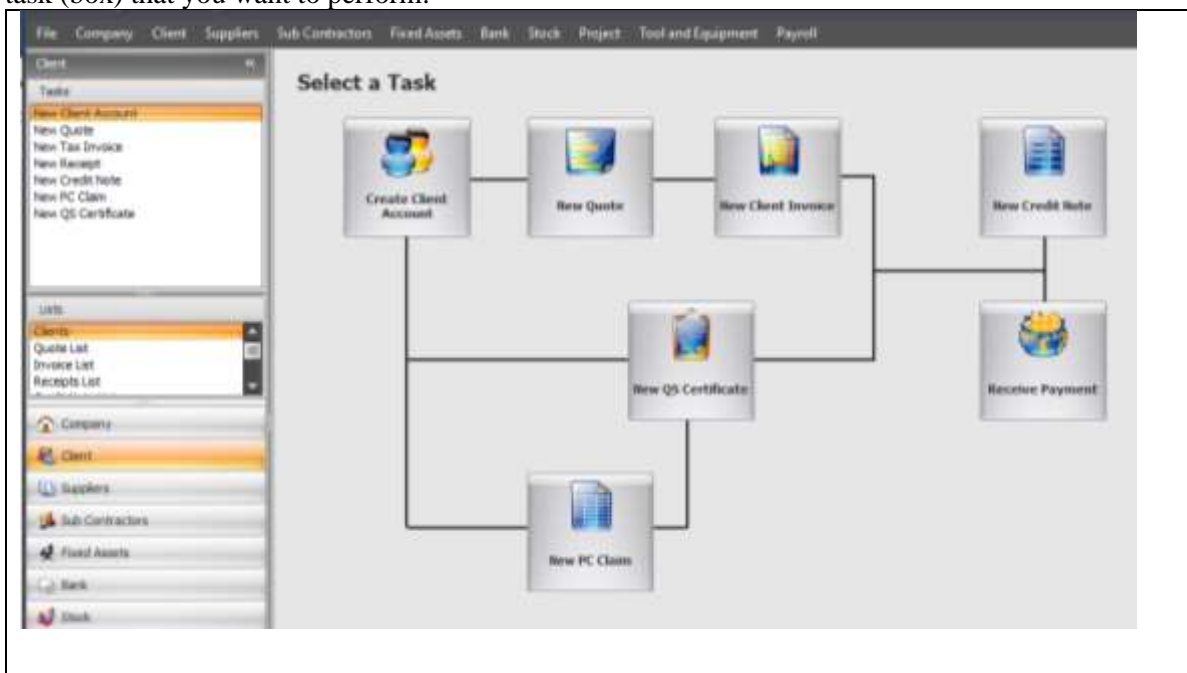 task (box) that you want to perform.
File Company Client Suppliers Sub Contractors Fixed Assets Bank Stock Project Tool and Equipment Payroll
Client
Tasks
New Client Account
New Quote
New Tax Invoice
New Receipt
New Credit Note
New PC Claim
New QS Certificate
Lists
Clients
Quote List
Invoice List
Receipts List
Company
Client
Suppliers
Sub Contractors
Fixed Assets
Bank
Stock
Select a Task
Create Client
Account
New Quote
New Client Invoice
New Credit Note
New QS Certificate
Receive Payment
New PC Claim